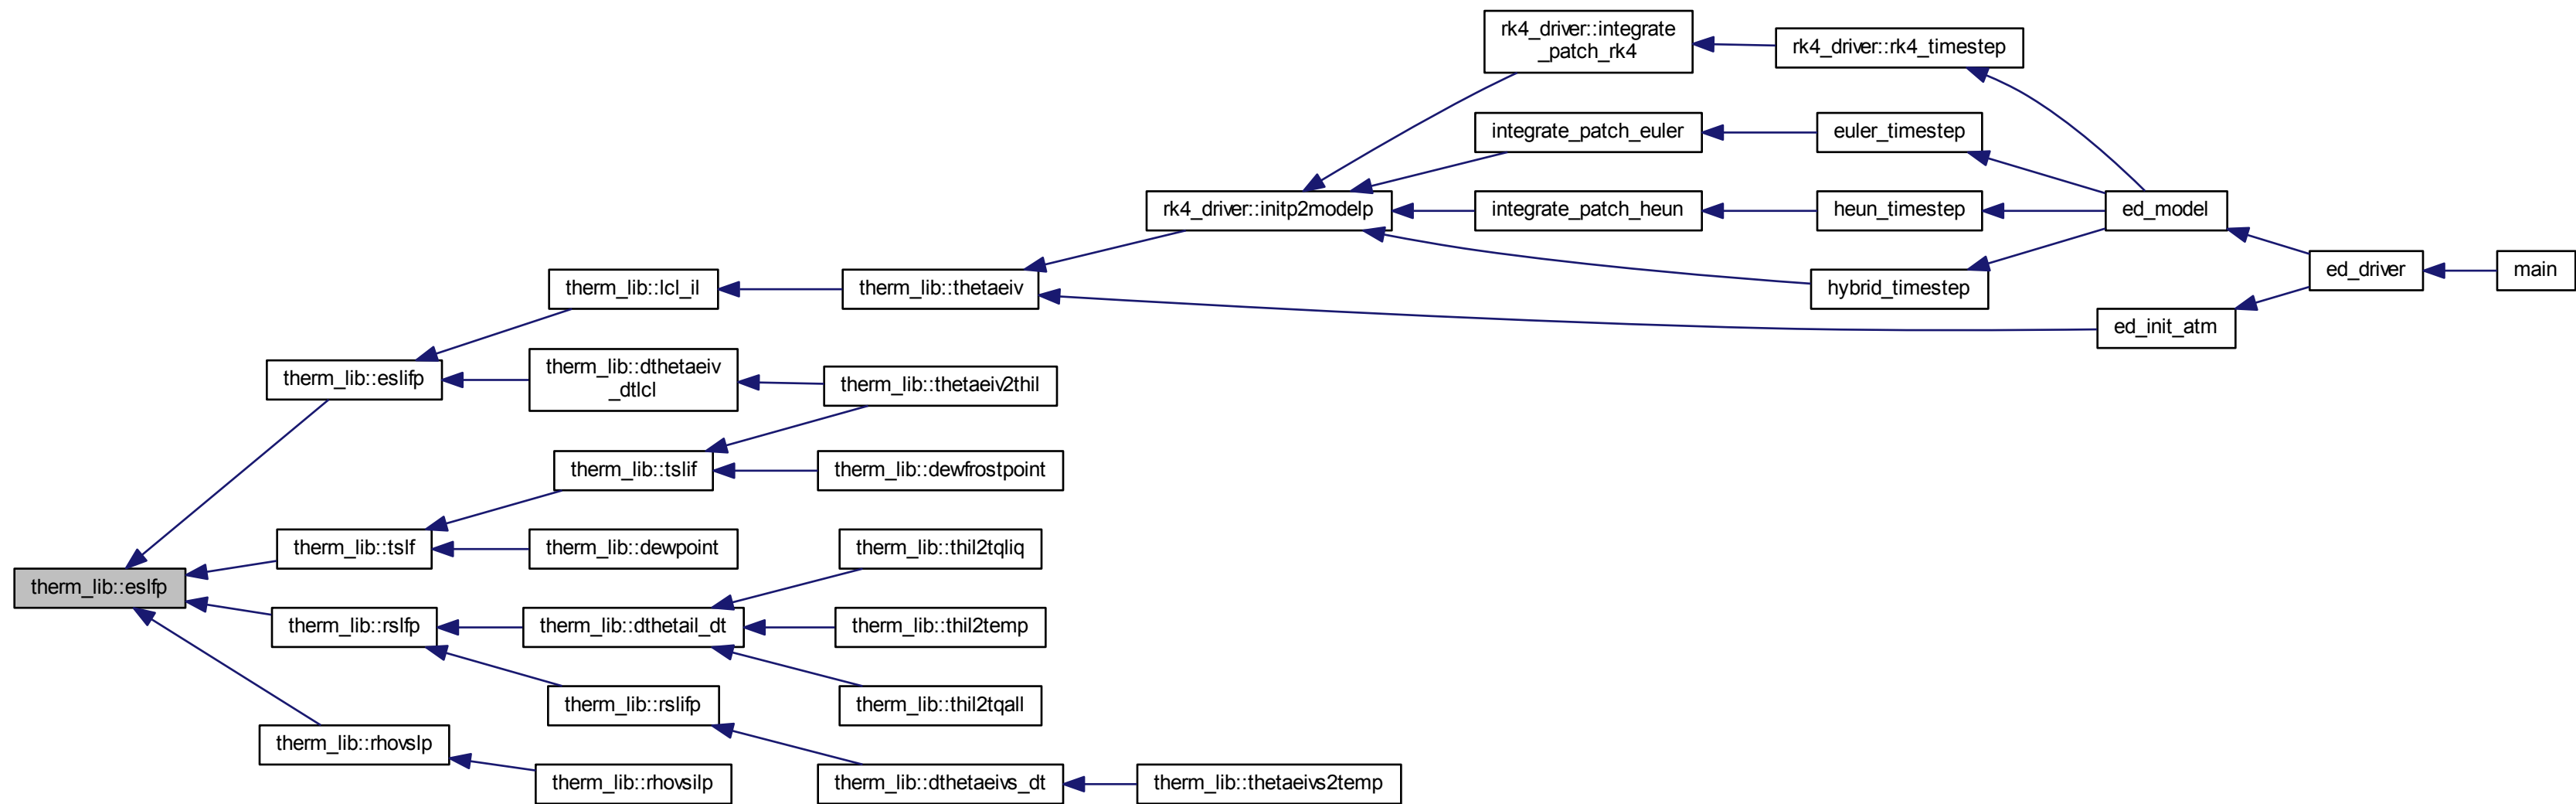 rk4_driver::integrate
_patch_rk4
rk4_driver::rk4_timestep
integrate_patch_euler
euler_timestep
rk4_driver::initp2modelp
integrate_patch_heun
heun_timestep
ed_model
ed_driver
main
therm_lib::lcl_il
therm_lib::thetaeiv
hybrid_timestep
ed_init_atm
therm_lib::eslifp
therm_lib::dthetaeiv
_dtlcl
therm_lib::thetaeiv2thil
therm_lib::tslif
therm_lib::dewfrostpoint
therm_lib::tslf
therm_lib::dewpoint
therm_lib::thil2tqliq
therm_lib::eslfp
therm_lib::rslfp
therm_lib::dthetail_dt
therm_lib::thil2temp
therm_lib::rslifp
therm_lib::thil2tqall
therm_lib::rhovslp
therm_lib::rhovsilp
therm_lib::dthetaeivs_dt
therm_lib::thetaeivs2temp